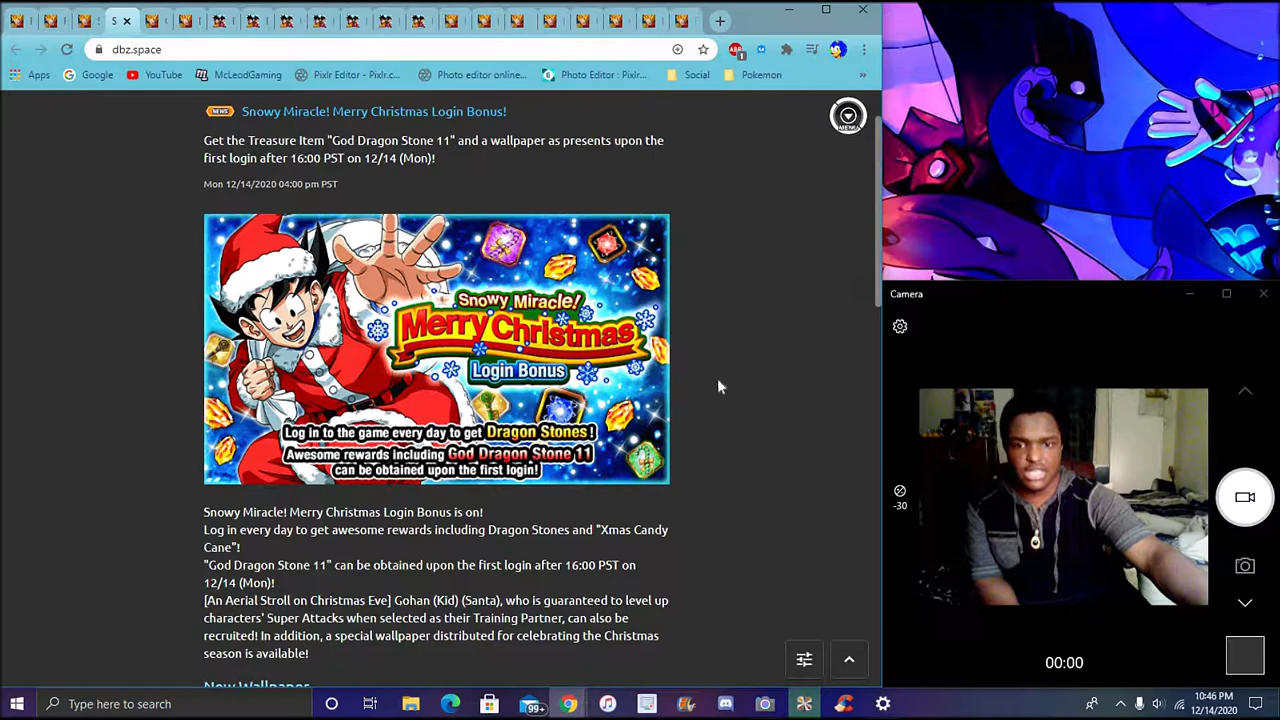 S
dbz.space
ABP
1
Apps
Google
YouTube
McLeodGaming
Pixlr Editor - Pixlr.c...
Photo editor online...
Photo Editor : Pixlr...
Social
Pokemon
»
NEWS
Snowy Miracle! Merry Christmas Login Bonus!
MENU
Get the Treasure Item "God Dragon Stone 11" and a wallpaper as presents upon the
first login after 16:00 PST on 12/14 (Mon)!
Mon 12/14/2020 04:00 pm PST
Snowy Miracle!
Merry Christmas
Login Bonus
Log in to the game every day to get Dragon Stones!
Awesome rewards including God Dragon Stone 11
can be obtained upon the first login!
Snowy Miracle! Merry Christmas Login Bonus is on!
Log in every day to get awesome rewards including Dragon Stones and "Xmas Candy
Cane"!
"God Dragon Stone 11" can be obtained upon the first login after 16:00 PST on
12/14 (Mon)!
[An Aerial Stroll on Christmas Eve] Gohan (Kid) (Santa), who is guaranteed to level up
characters' Super Attacks when selected as their Training Partner, can also be
recruited! In addition, a special wallpaper distributed for celebrating the Christmas
season is available!
New Wallpaper
Camera
-30
00:00
Type here to search
99+
10:46 PM
12/14/2020